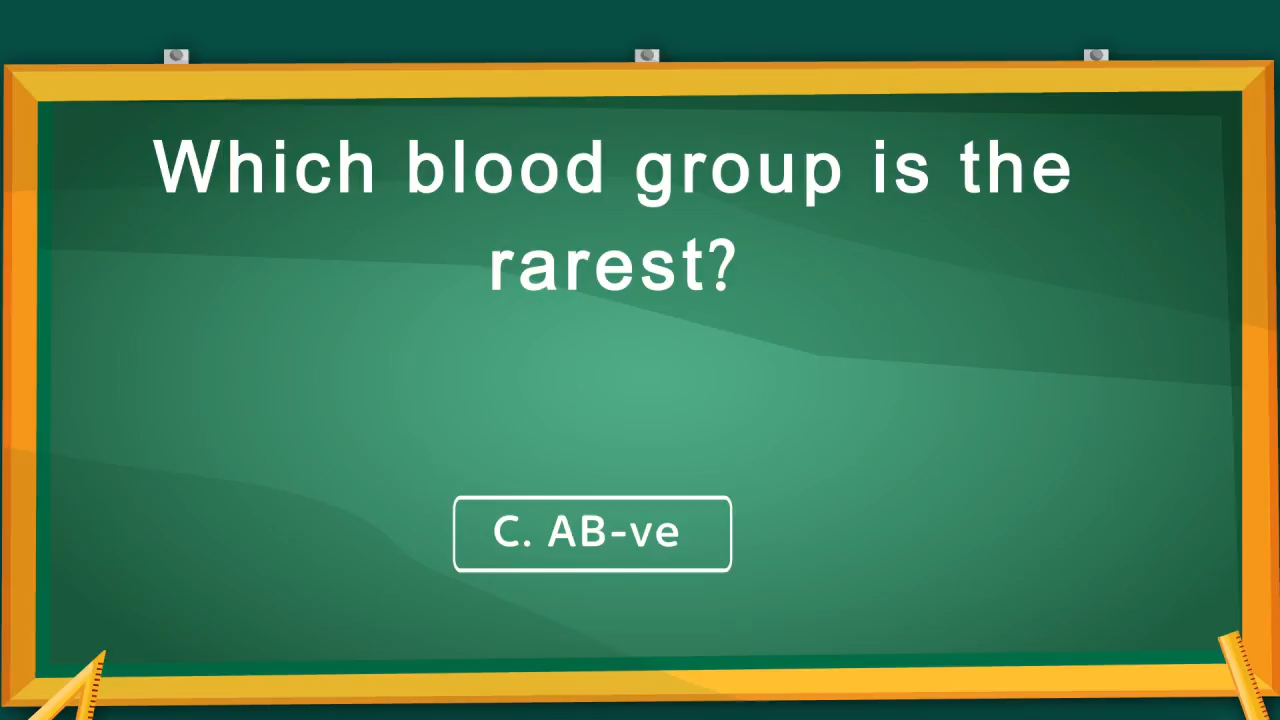 Which blood group is the
rarest?
C. AB-ve